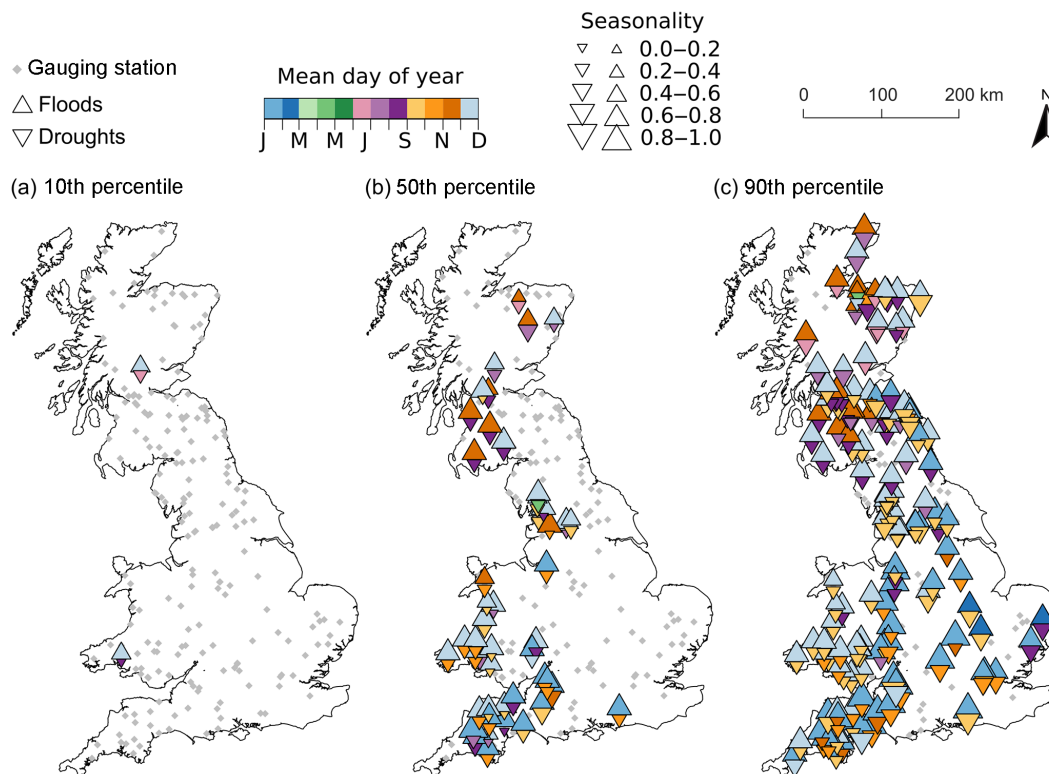 Seasonality
Gauging station
Floods
Droughts
Mean day of year
J M M J S N D
0.0–0.2
0.2–0.4
0.4–0.6
0.6–0.8
0.8–1.0
0 100 200 km
N
(a) 10th percentile
(b) 50th percentile
(c) 90th percentile